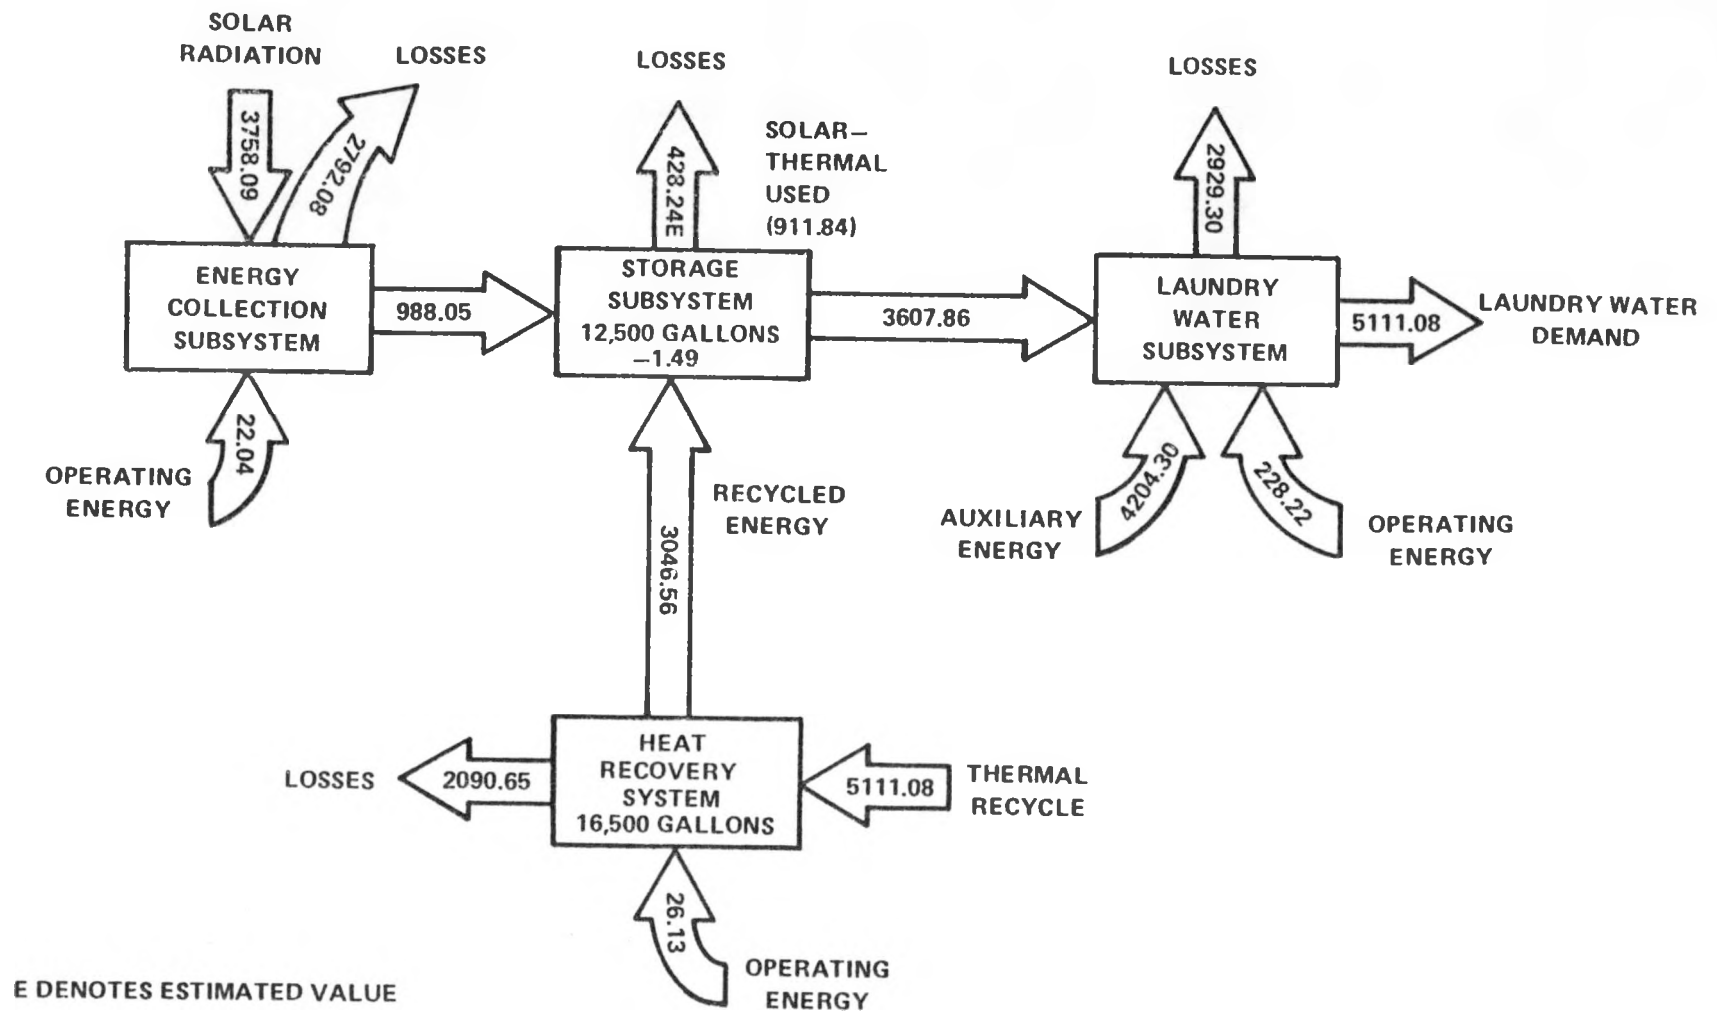 SOLAR
RADIATION
LOSSES
3758.09
2792.08
ENERGY
COLLECTION
SUBSYSTEM
22.04
OPERATING
ENERGY
988.05
LOSSES
428.24E
SOLAR–
THERMAL
USED
(911.84)
STORAGE
SUBSYSTEM
12,500 GALLONS
–1.49
3607.86
LOSSES
2929.30
LAUNDRY
WATER
SUBSYSTEM
5111.08
LAUNDRY WATER
DEMAND
4204.30
AUXILIARY
ENERGY
228.22
OPERATING
ENERGY
RECYCLED
ENERGY
3046.56
LOSSES
2090.65
HEAT
RECOVERY
SYSTEM
16,500 GALLONS
5111.08
THERMAL
RECYCLE
26.13
OPERATING
ENERGY
E DENOTES ESTIMATED VALUE